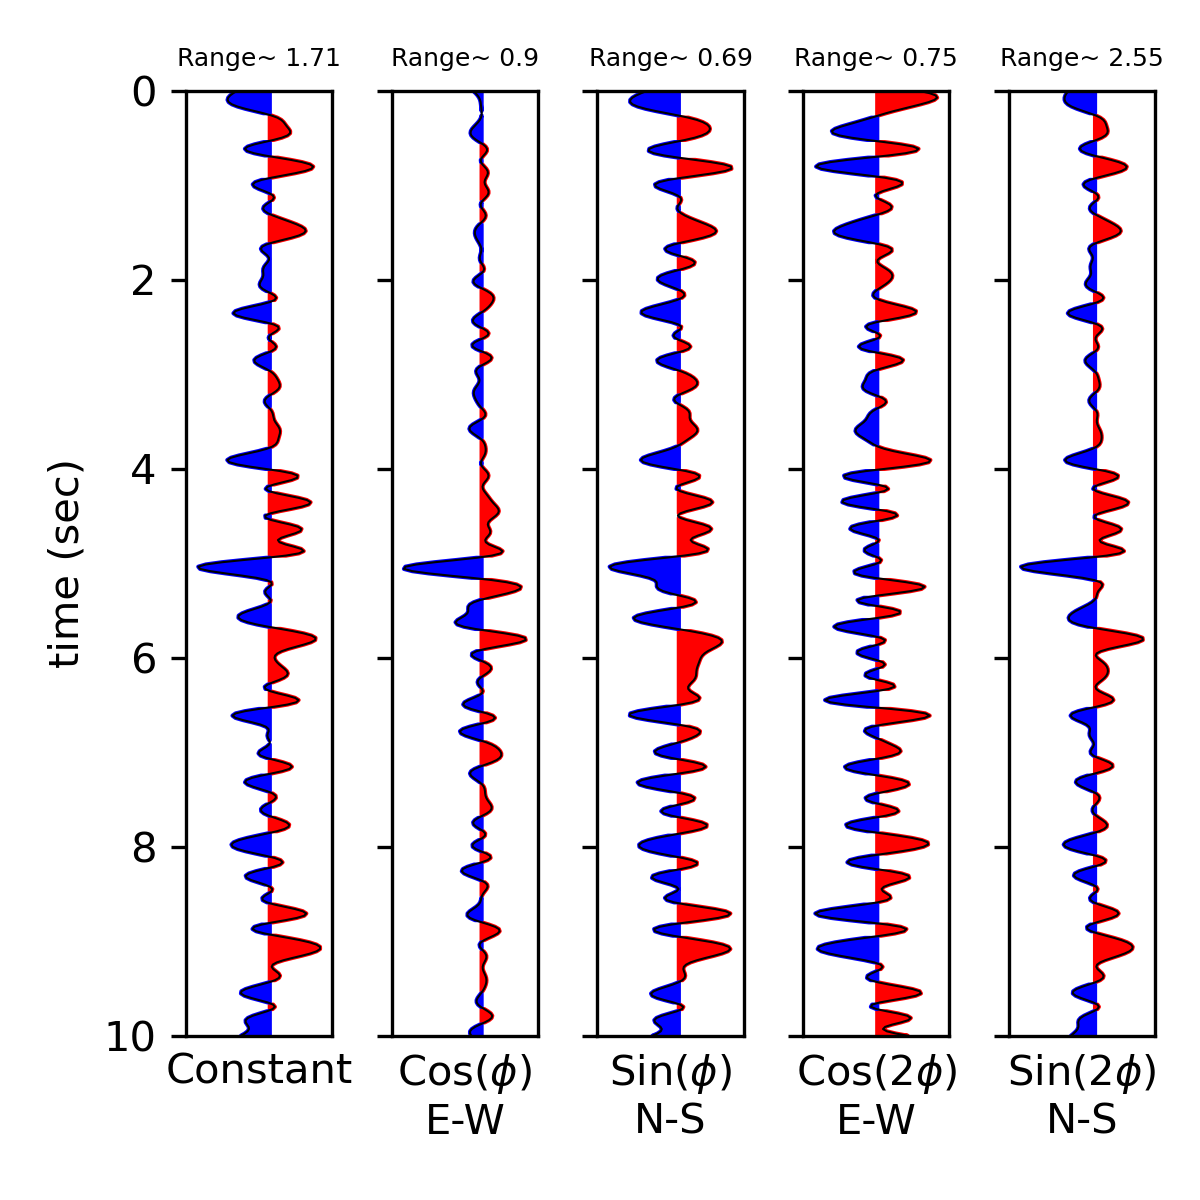 Range~ 1.71
Range~ 0.9
Range~ 0.69
Range~ 0.75
Range~ 2.55
0
2
4
6
8
10
time (sec)
Constant
Cos(ϕ)
E-W
Sin(ϕ)
N-S
Cos(2ϕ)
E-W
Sin(2ϕ)
N-S